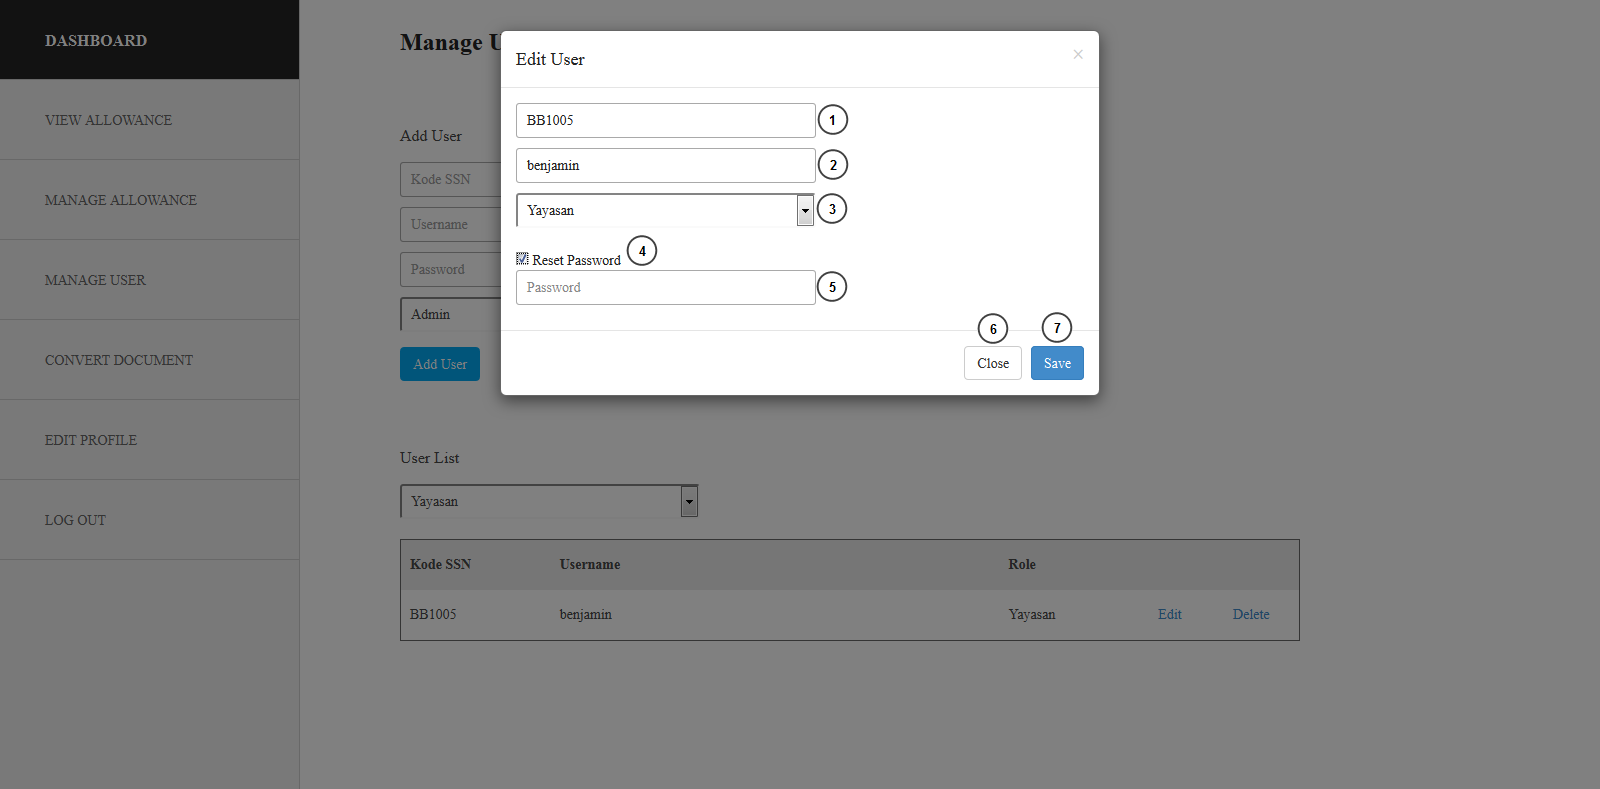 DASHBOARD
VIEW ALLOWANCE
MANAGE ALLOWANCE
MANAGE USER
CONVERT DOCUMENT
EDIT PROFILE
LOG OUT
Manage U
Add User
Kode SSN
Username
Password
Admin
Add User
Edit User
×
BB1005 1
benjamin 2
Yayasan 3
Reset Password 4
Password 5
6 7
Close Save
User List
Yayasan
Kode SSN Username Role
BB1005 benjamin Yayasan Edit Delete